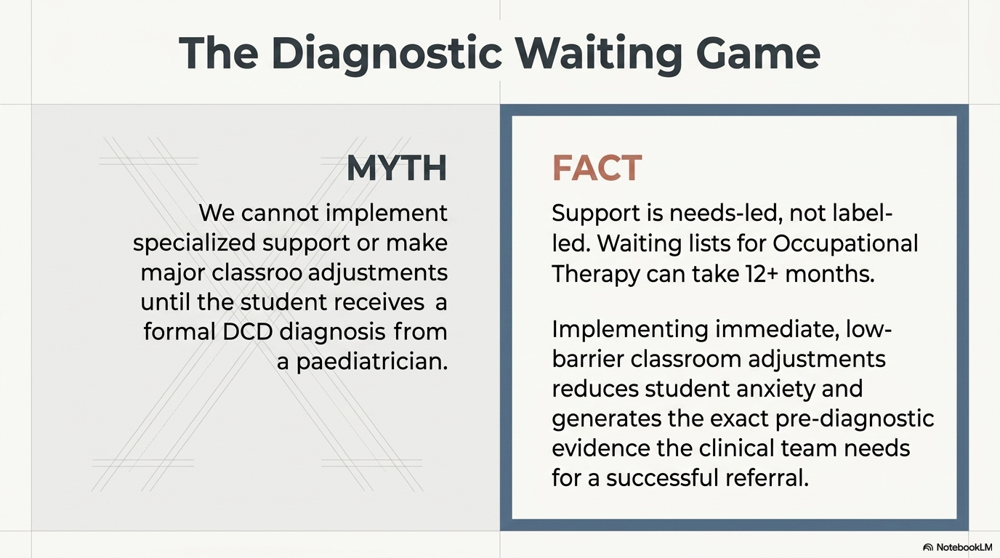 The Diagnostic Waiting Game
MYTH
We cannot implement
specialized support or make
major classroo adjustments
until the student receives a
formal DCD diagnosis from
a paediatrician.
FACT
Support is needs-led, not label-
led. Waiting lists for Occupational
Therapy can take 12+ months.
Implementing immediate, low-
barrier classroom adjustments
reduces student anxiety and
generates the exact pre-diagnostic
evidence the clinical team needs
for a successful referral.
NotebookLM